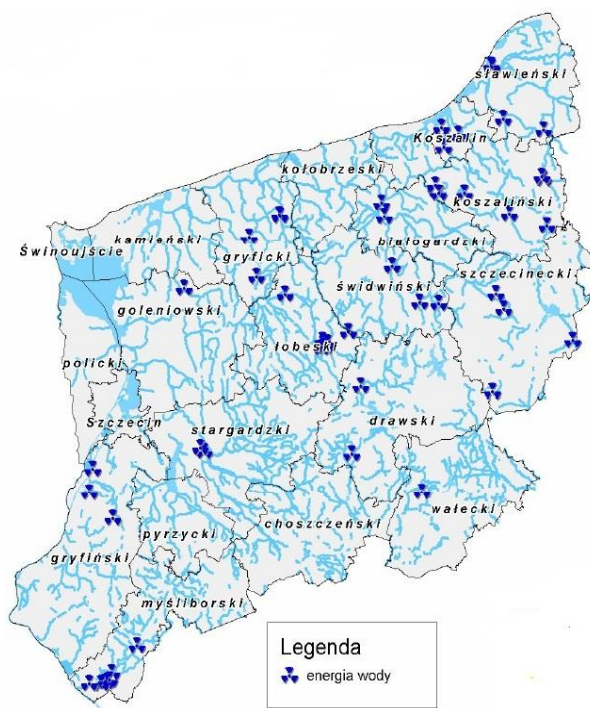 sławieński
Koszalin
kołobrzeski
koszaliński
kamieński
białogardzki
Świnoujście
gryficki
szczecinecki
świdwiński
goleniowski
łobeski
policki
Szczecin
stargardzki
drawski
wałecki
choszczeński
pyrzycki
gryfiński
myśliborski
Legenda
energia wody